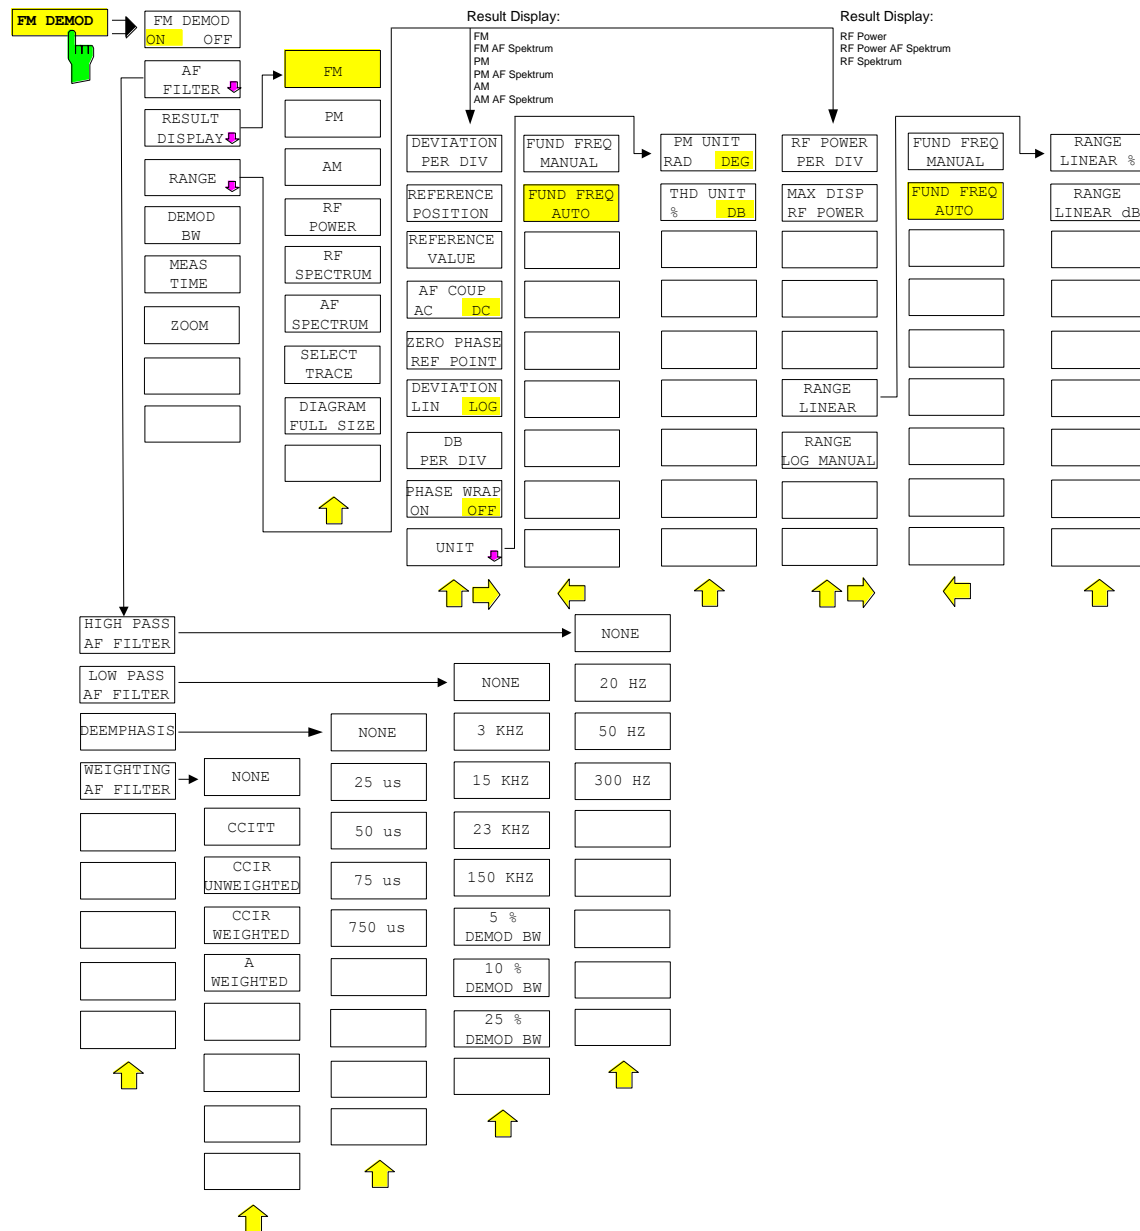 FM DEMOD
FM DEMOD
ON OFF
AF
FILTER
RESULT
DISPLAY
RANGE
DEMOD
BW
MEAS
TIME
ZOOM
FM
PM
AM
RF
POWER
RF
SPECTRUM
AF
SPECTRUM
SELECT
TRACE
DIAGRAM
FULL SIZE
Result Display:
FM
FM AF Spektrum
PM
PM AF Spektrum
AM
AM AF Spektrum
DEVIATION
PER DIV
REFERENCE
POSITION
REFERENCE
VALUE
AF COUP
AC DC
ZERO PHASE
REF POINT
DEVIATION
LIN LOG
DB
PER DIV
PHASE WRAP
ON OFF
UNIT
FUND FREQ
MANUAL
FUND FREQ
AUTO
PM UNIT
RAD DEG
THD UNIT
% DB
Result Display:
RF Power
RF Power AF Spektrum
RF Spektrum
RF POWER
PER DIV
MAX DISP
RF POWER
RANGE
LINEAR
RANGE
LOG MANUAL
FUND FREQ
MANUAL
FUND FREQ
AUTO
RANGE
LINEAR %
RANGE
LINEAR dB
HIGH PASS
AF FILTER
LOW PASS
AF FILTER
DEEMPHASIS
WEIGHTING
AF FILTER
NONE
CCITT
CCIR
UNWEIGHTED
CCIR
WEIGHTED
A
WEIGHTED
NONE
25 us
50 us
75 us
750 us
NONE
3 KHZ
15 KHZ
23 KHZ
150 KHZ
5 %
DEMOD BW
10 %
DEMOD BW
25 %
DEMOD BW
NONE
20 HZ
50 HZ
300 HZ